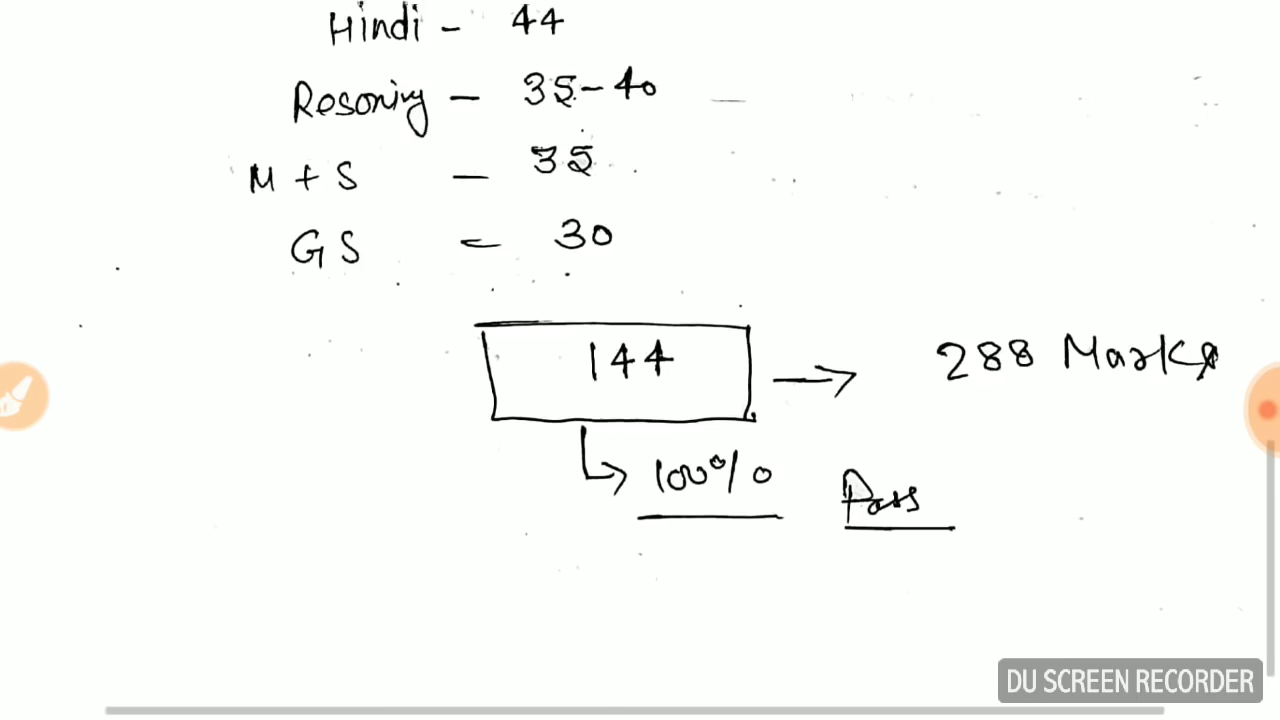 Hindi - 44
Resoning - 35-40
M + S - 35
GS = 30
144 → 288 Marks
100% Pass
DU SCREEN RECORDER